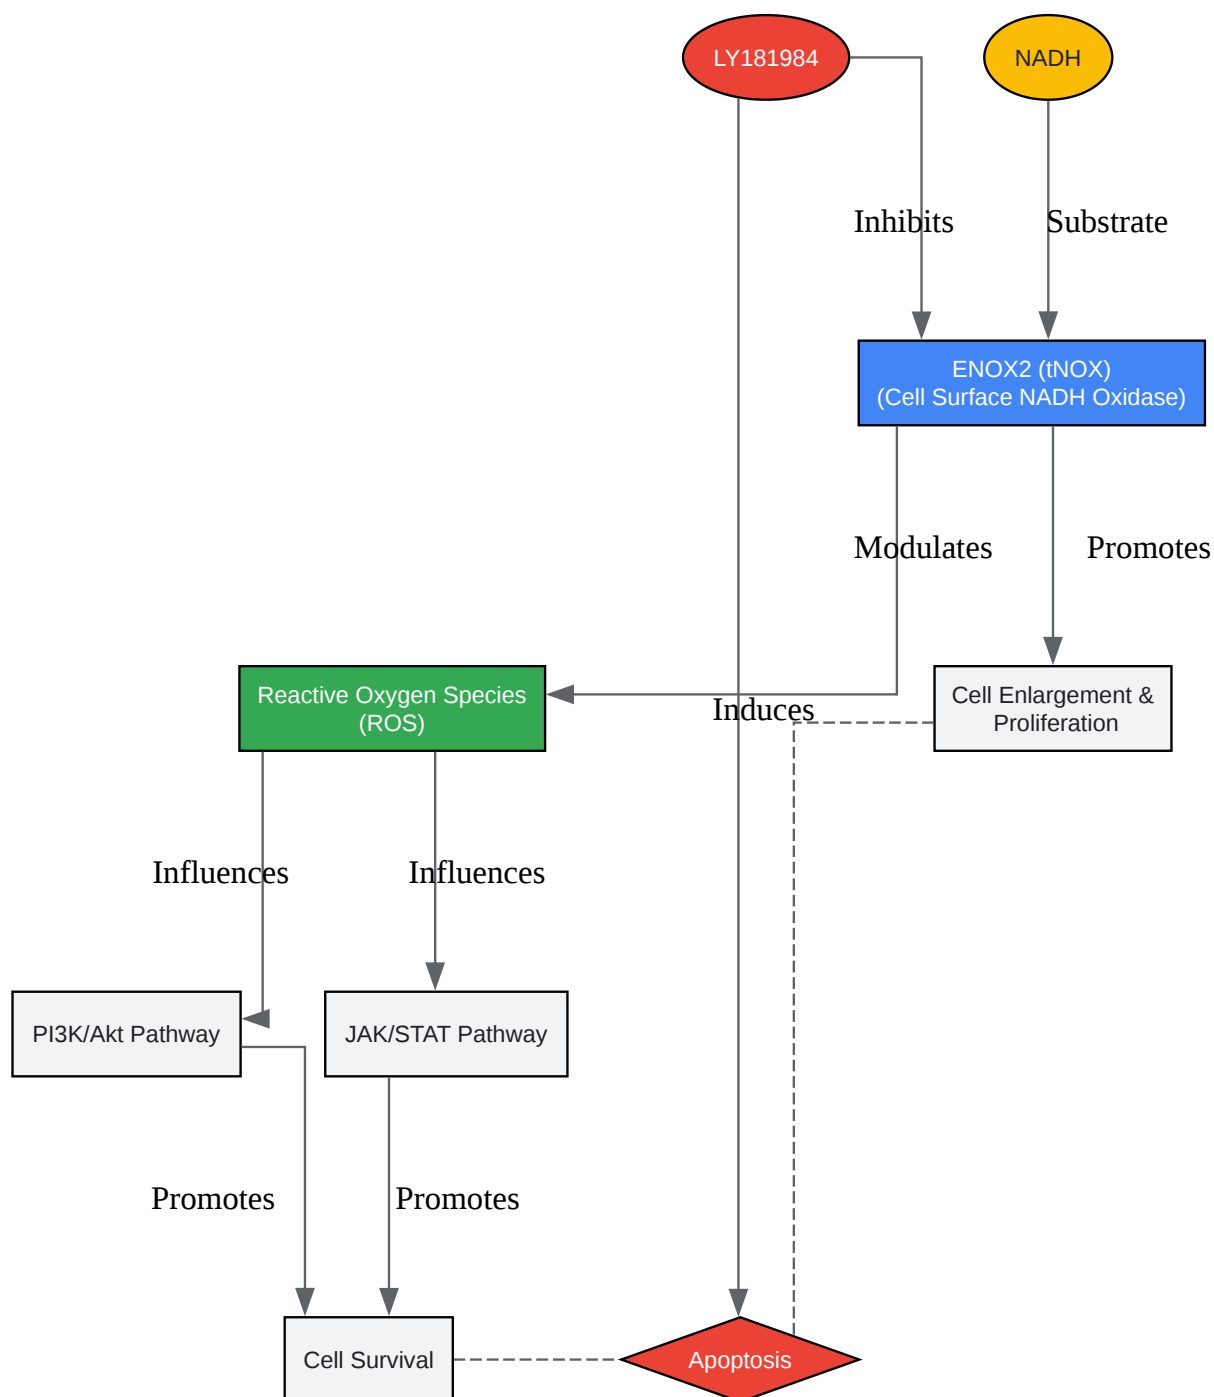 LY181984
NADH
Inhibits
Substrate
ENOX2 (tNOX)
(Cell Surface NADH Oxidase)
Modulates
Promotes
Reactive Oxygen Species
(ROS)
Induces
Cell Enlargement &
Proliferation
Influences
Influences
PI3K/Akt Pathway
JAK/STAT Pathway
Promotes
Promotes
Cell Survival
Apoptosis